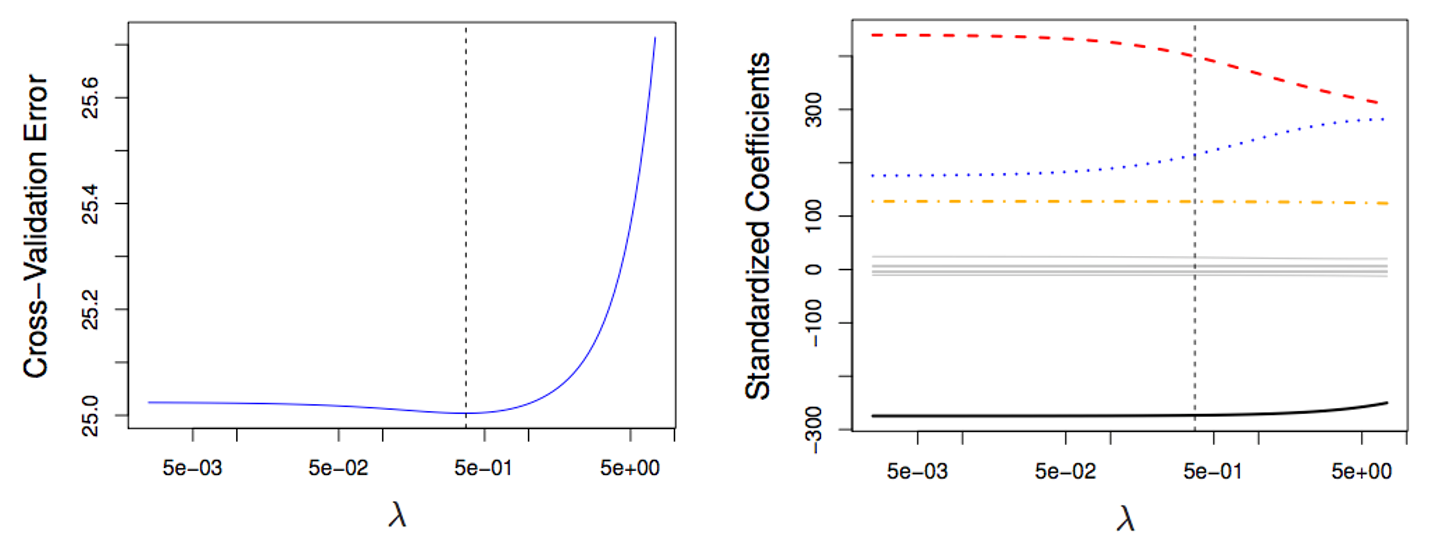 Cross−Validation Error
25.0 25.2 25.4 25.6
5e−03 5e−02 5e−01 5e+00
λ
Standardized Coefficients
−300 −100 0 100 300
5e−03 5e−02 5e−01 5e+00
λ